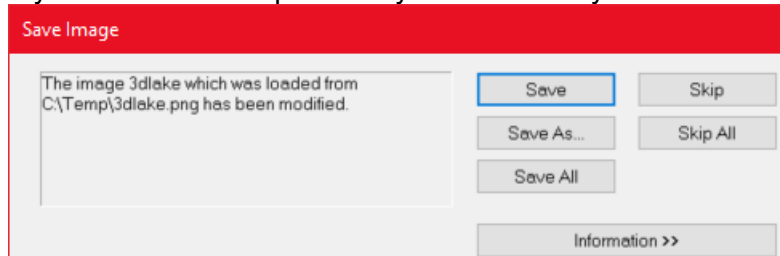 Save Image
The image 3dlake which was loaded from
C:\Temp\3dlake.png has been modified.
Save
Skip
Save As...
Skip All
Save All
Information >>